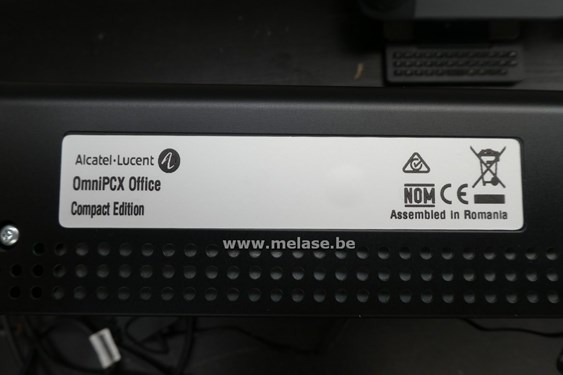 Alcatel·Lucent
OmniPCX Office
Compact Edition
NOM CE
Assembled in Romania
www.melase.be